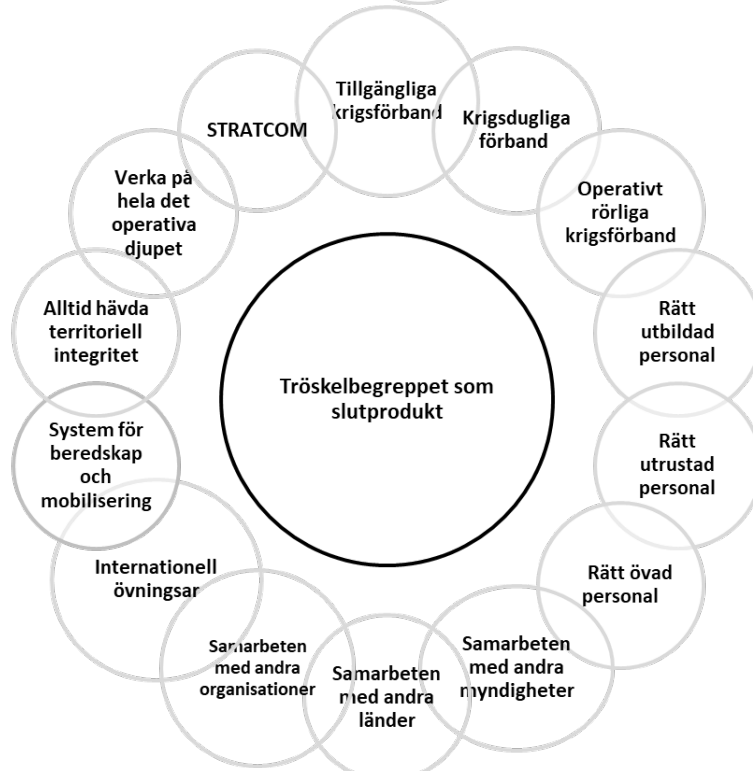 Tillgängliga
krigsförband
Krigsdugliga
förband
Operativt
rörliga
krigsförband
Rätt
utbildad
personal
Rätt
utrustad
personal
Rätt övad
personal
Samarbeten
med andra
myndigheter
Samarbeten
med andra
länder
Samarbeten
med andra
organisationer
Internationell
övningsar
System för
beredskap
och
mobilisering
Alltid hävda
territoriell
integritet
Verka på
hela det
operativa
djupet
STRATCOM
Tröskelbegreppet som
slutprodukt